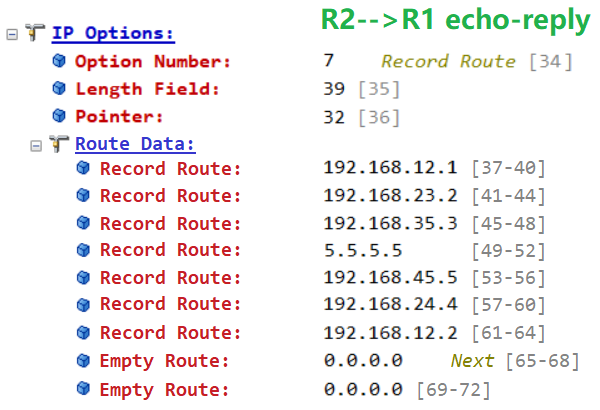 R2-->R1 echo-reply
IP Options:
Option Number: 7 Record Route [34]
Length Field: 39 [35]
Pointer: 32 [36]
Route Data:
Record Route: 192.168.12.1 [37-40]
Record Route: 192.168.23.2 [41-44]
Record Route: 192.168.35.3 [45-48]
Record Route: 5.5.5.5 [49-52]
Record Route: 192.168.45.5 [53-56]
Record Route: 192.168.24.4 [57-60]
Record Route: 192.168.12.2 [61-64]
Empty Route: 0.0.0.0 Next [65-68]
Empty Route: 0.0.0.0 [69-72]